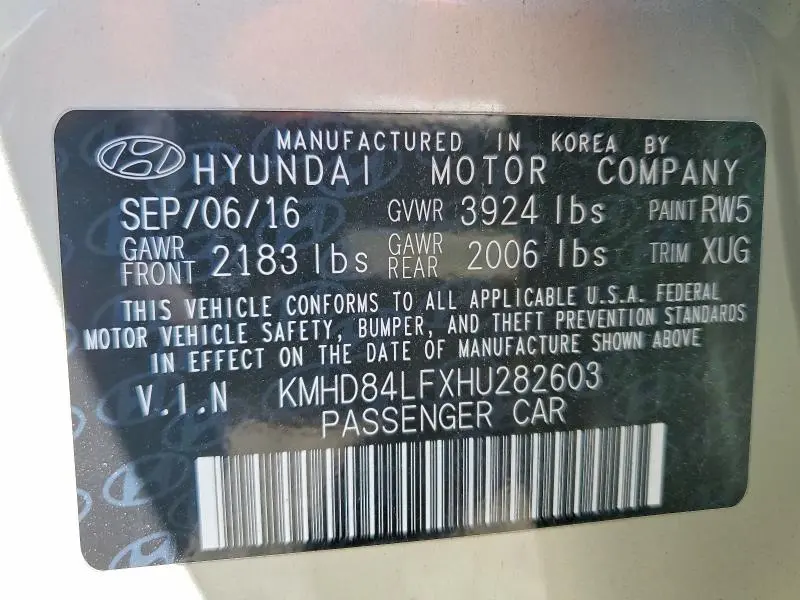 MANUFACTURED IN KOREA BY
HYUNDAI MOTOR COMPANY
SEP/06/16 GVWR 3924 lbs PAINT RW5
GAWR FRONT 2183 lbs GAWR REAR 2006 lbs TRIM XUG
THIS VEHICLE CONFORMS TO ALL APPLICABLE U.S.A. FEDERAL
MOTOR VEHICLE SAFETY, BUMPER, AND THEFT PREVENTION STANDARDS
IN EFFECT ON THE DATE OF MANUFACTURE SHOWN ABOVE
V.I.N KMHD84LFXHU282603
PASSENGER CAR